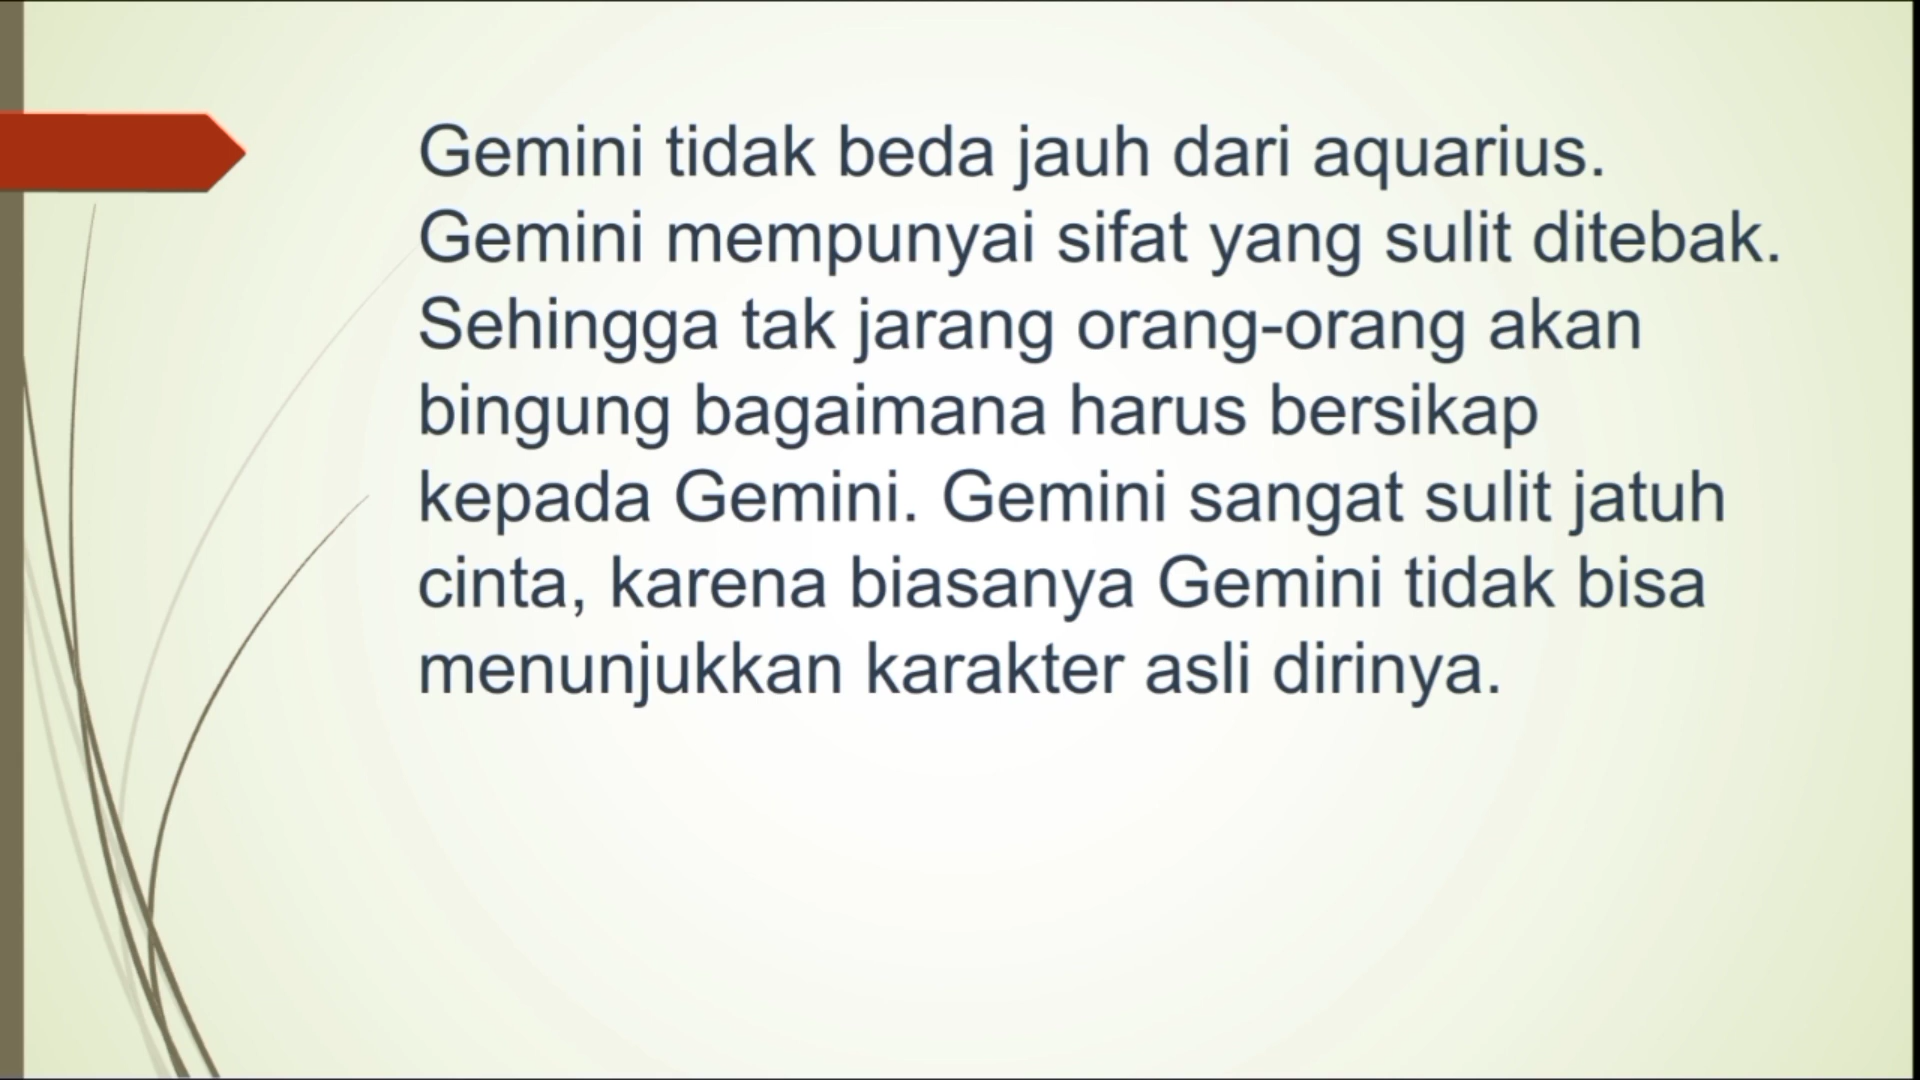 Gemini tidak beda jauh dari aquarius.
Gemini mempunyai sifat yang sulit ditebak.
Sehingga tak jarang orang-orang akan
bingung bagaimana harus bersikap
kepada Gemini. Gemini sangat sulit jatuh
cinta, karena biasanya Gemini tidak bisa
menunjukkan karakter asli dirinya.